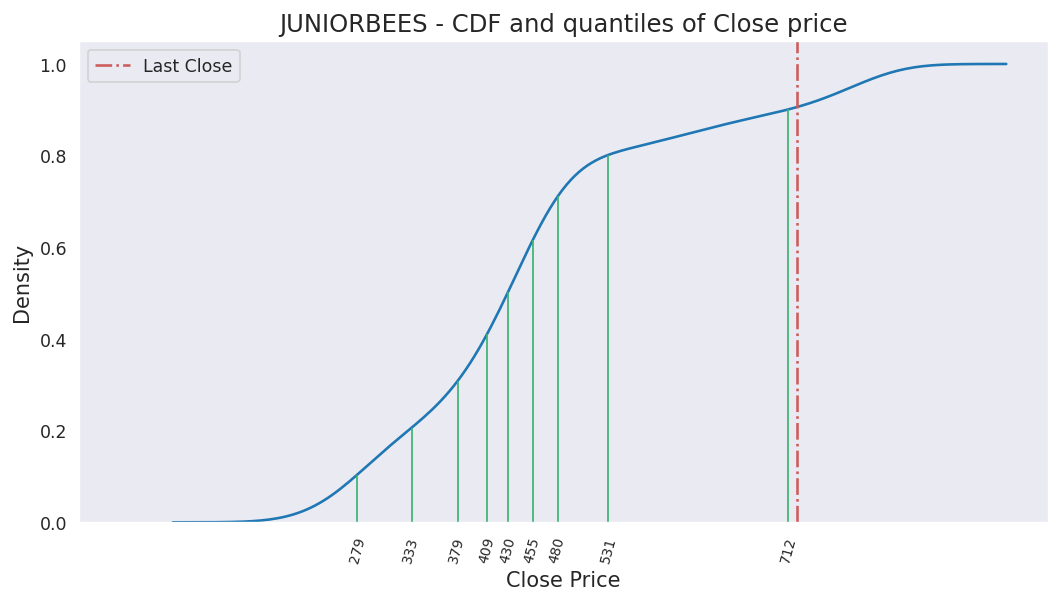 JUNIORBEES - CDF and quantiles of Close price
Last Close
Density
1.0
0.8
0.6
0.4
0.2
0.0
279 333 379 409 430 455 480 531 712
Close Price